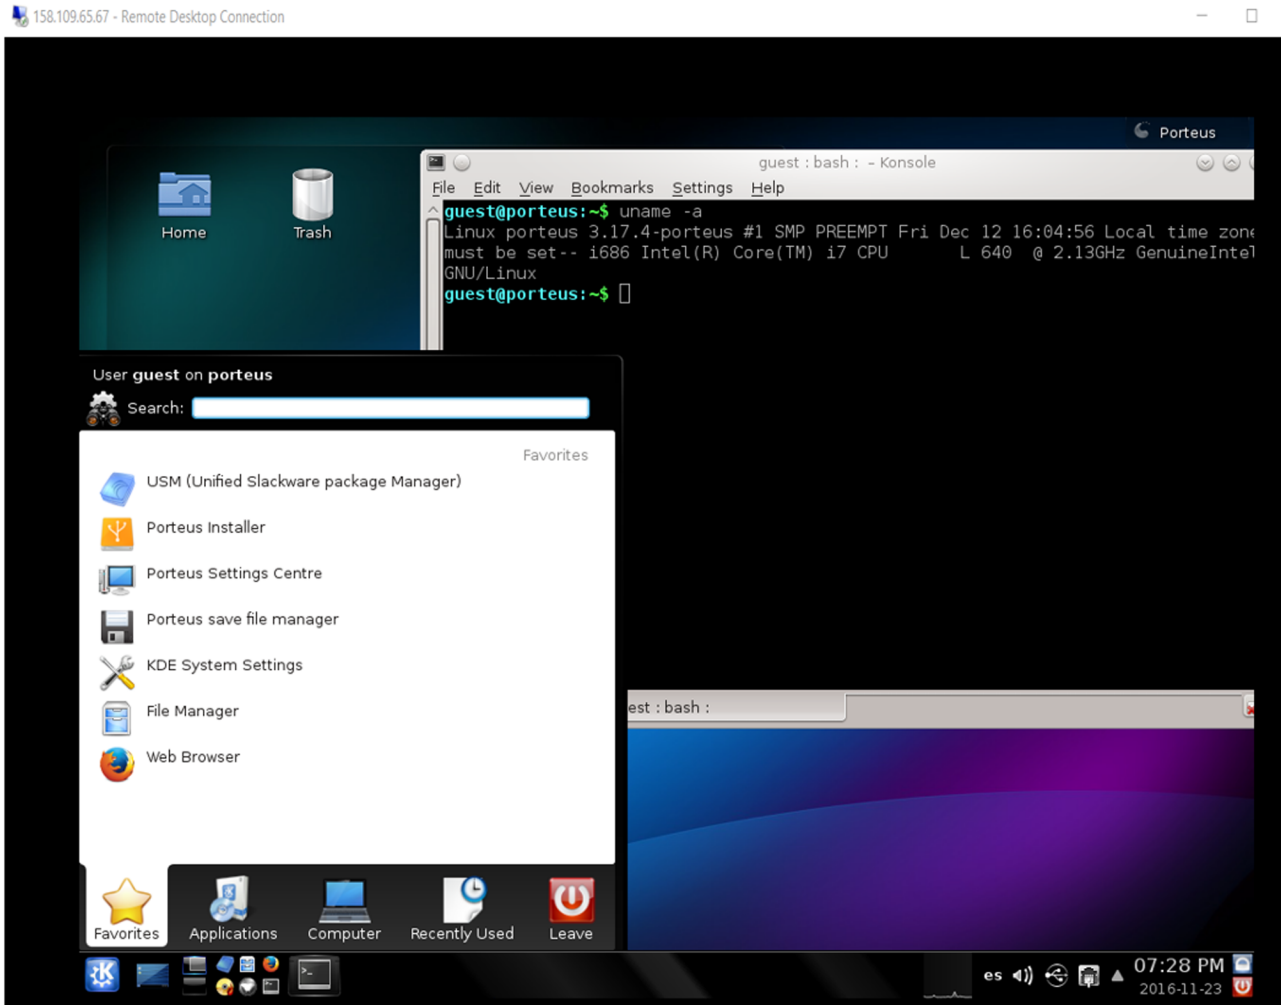 158.109.65.67 - Remote Desktop Connection
Porteus
Home
Trash
guest : bash : – Konsole
File Edit View Bookmarks Settings Help
guest@porteus:~$ uname -a
Linux porteus 3.17.4-porteus #1 SMP PREEMPT Fri Dec 12 16:04:56 Local time zone
must be set-- i686 Intel(R) Core(TM) i7 CPU L 640 @ 2.13GHz GenuineIntel
GNU/Linux
guest@porteus:~$
User guest on porteus
Search:
Favorites
USM (Unified Slackware package Manager)
Porteus Installer
Porteus Settings Centre
Porteus save file manager
KDE System Settings
File Manager
Web Browser
est : bash :
Favorites Applications Computer Recently Used Leave
es 07:28 PM
2016-11-23